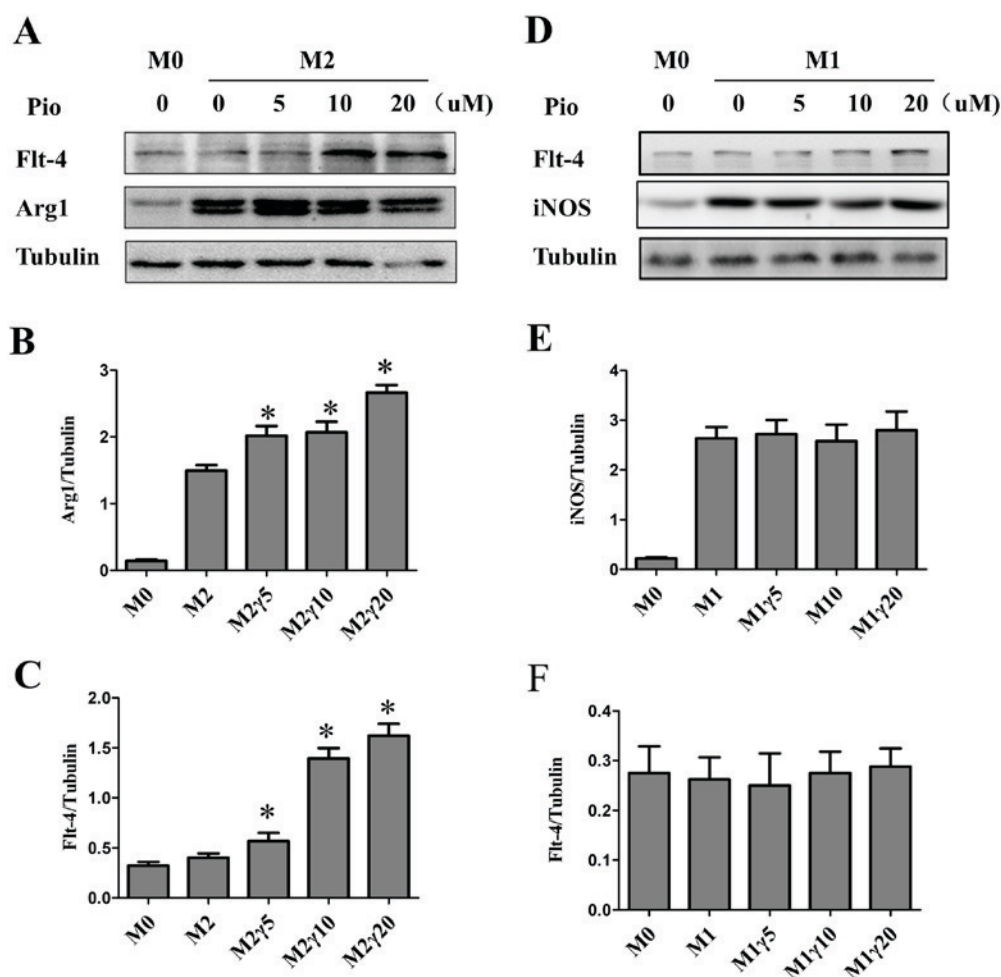 A
M0 M2
Pio 0 0 5 10 20 (uM)
Flt-4
Arg1
Tubulin
D
M0 M1
Pio 0 0 5 10 20 (uM)
Flt-4
iNOS
Tubulin
B
Arg1/Tubulin
3
2
1
0
* * *
M0 M2 M2γ5 M2γ10 M2γ20
E
iNOS/Tubulin
4
3
2
1
0
M0 M1 M1γ5 M10 M1γ20
C
Flt-4/Tubulin
2.0
1.5
1.0
0.5
0.0
* * *
M0 M2 M2γ5 M2γ10 M2γ20
F
Flt-4/Tubulin
0.4
0.3
0.2
0.1
0.0
M0 M1 M1γ5 M1γ10 M1γ20